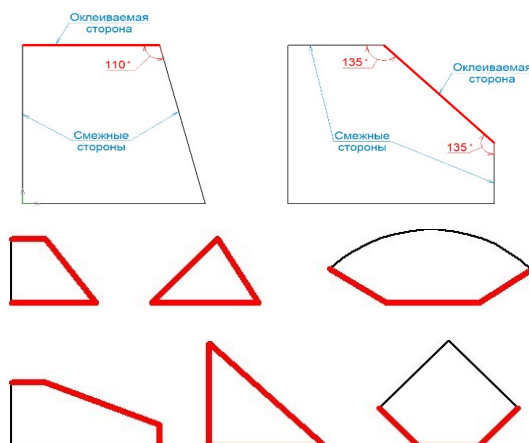 Оклеиваемая
сторона
110°
Смежные
стороны
135°
Оклеиваемая
сторона
Смежные
стороны
135°